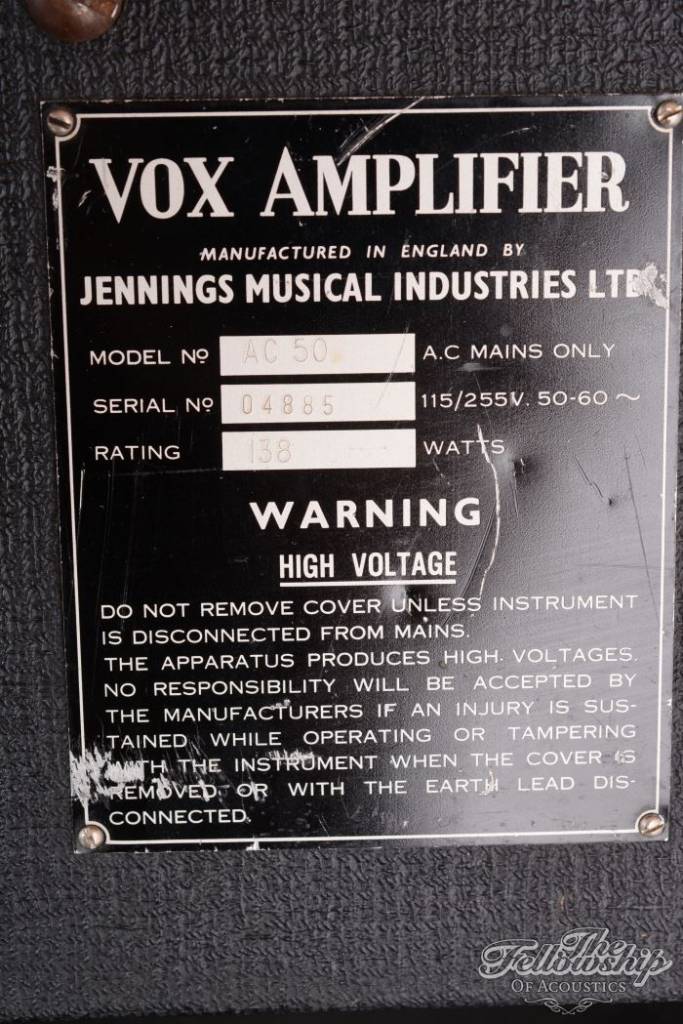 VOX AMPLIFIER
MANUFACTURED IN ENGLAND BY
JENNINGS MUSICAL INDUSTRIES LTD
MODEL Nº AC 50 A.C MAINS ONLY
SERIAL Nº 04885 115/255V. 50-60 ~
RATING 138 WATTS
WARNING
HIGH VOLTAGE
DO NOT REMOVE COVER UNLESS INSTRUMENT
IS DISCONNECTED FROM MAINS.
THE APPARATUS PRODUCES HIGH VOLTAGES.
NO RESPONSIBILITY WILL BE ACCEPTED BY
THE MANUFACTURERS IF AN INJURY IS SUS-
TAINED WHILE OPERATING OR TAMPERING
WITH THE INSTRUMENT WHEN THE COVER IS
REMOVED OR WITH THE EARTH LEAD DIS-
CONNECTED.
The
Fellowship
OF ACOUSTICS